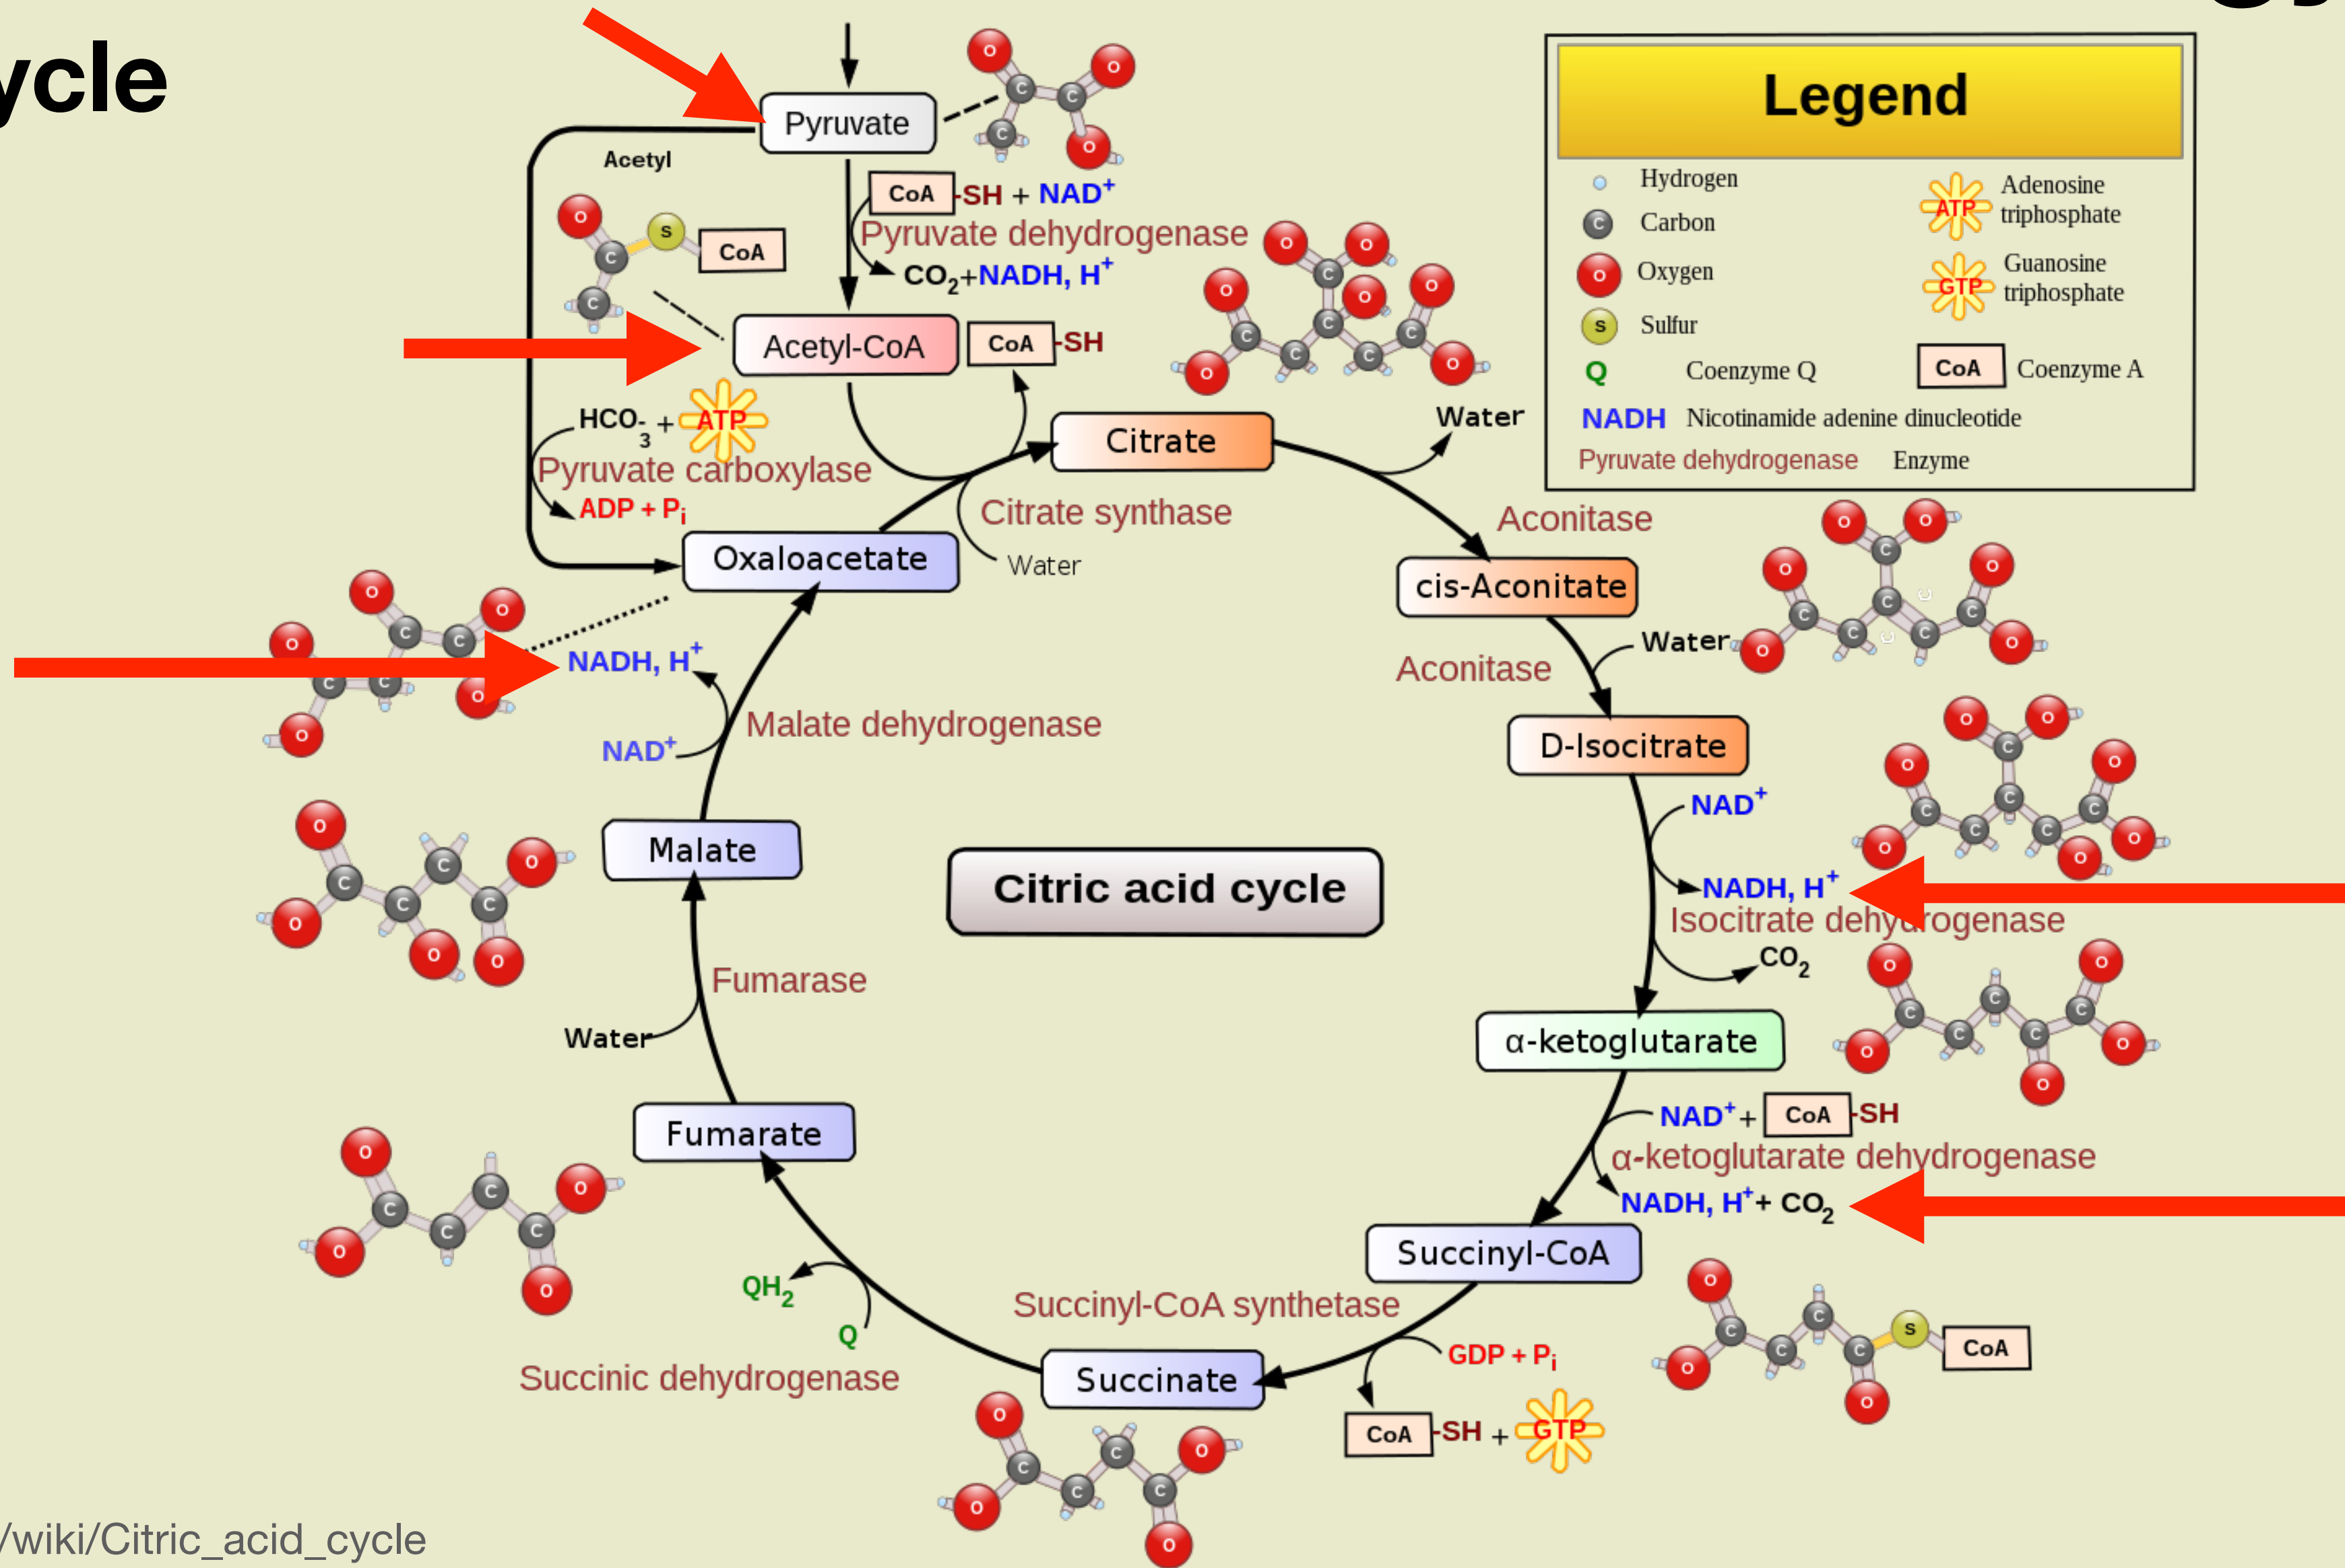 ycle
Pyruvate
Acetyl
CoA-SH + NAD+
Pyruvate dehydrogenase
CO2+NADH, H+
S CoA
Acetyl-CoA
CoA-SH
HCO3- + ATP
Pyruvate carboxylase
ADP + Pi
Citrate
Water
Citrate synthase
Water
Oxaloacetate
Aconitase
cis-Aconitate
Water
Aconitase
D-Isocitrate
NAD+
NADH, H+
Isocitrate dehydrogenase
CO2
α-ketoglutarate
NAD+ + CoA-SH
α-ketoglutarate dehydrogenase
NADH, H+ + CO2
Succinyl-CoA
S CoA
Succinyl-CoA synthetase
GDP + Pi
CoA-SH + GTP
Succinate
QH2
Q
Succinic dehydrogenase
Fumarate
Water
Fumarase
Malate
NAD+
Malate dehydrogenase
NADH, H+
Citric acid cycle
Legend
Hydrogen
C Carbon
O Oxygen
S Sulfur
Q Coenzyme Q
NADH Nicotinamide adenine dinucleotide
Pyruvate dehydrogenase Enzyme
ATP Adenosine
triphosphate
GTP Guanosine
triphosphate
CoA Coenzyme A
/wiki/Citric_acid_cycle